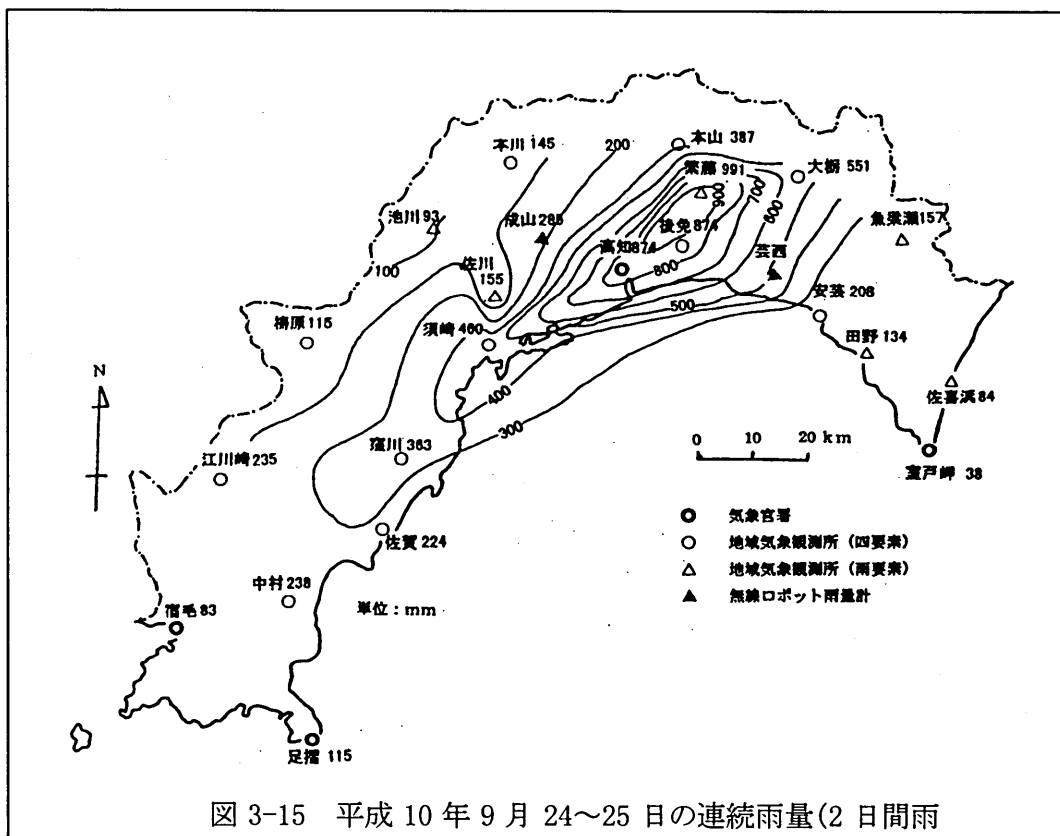 本川 145
本山 387
200
繁藤 991
大栃 551
900
700
600
池川 93
成山 285
魚梁瀬 157
後免 874
高知 874
芸西
100
佐川
155
800
安芸 208
梼原 115
須崎 460
500
田野 134
N
400
佐喜浜 84
300
0 10 20 km
窪川 363
江川崎 235
室戸岬 38
気象官署
佐賀 224
地域気象観測所(四要素)
地域気象観測所(雨要素)
中村 238
単位:mm
無線ロボット雨量計
宿毛 83
足摺 115
図 3-15 平成 10 年 9 月 24~25 日の連続雨量(2 日間雨